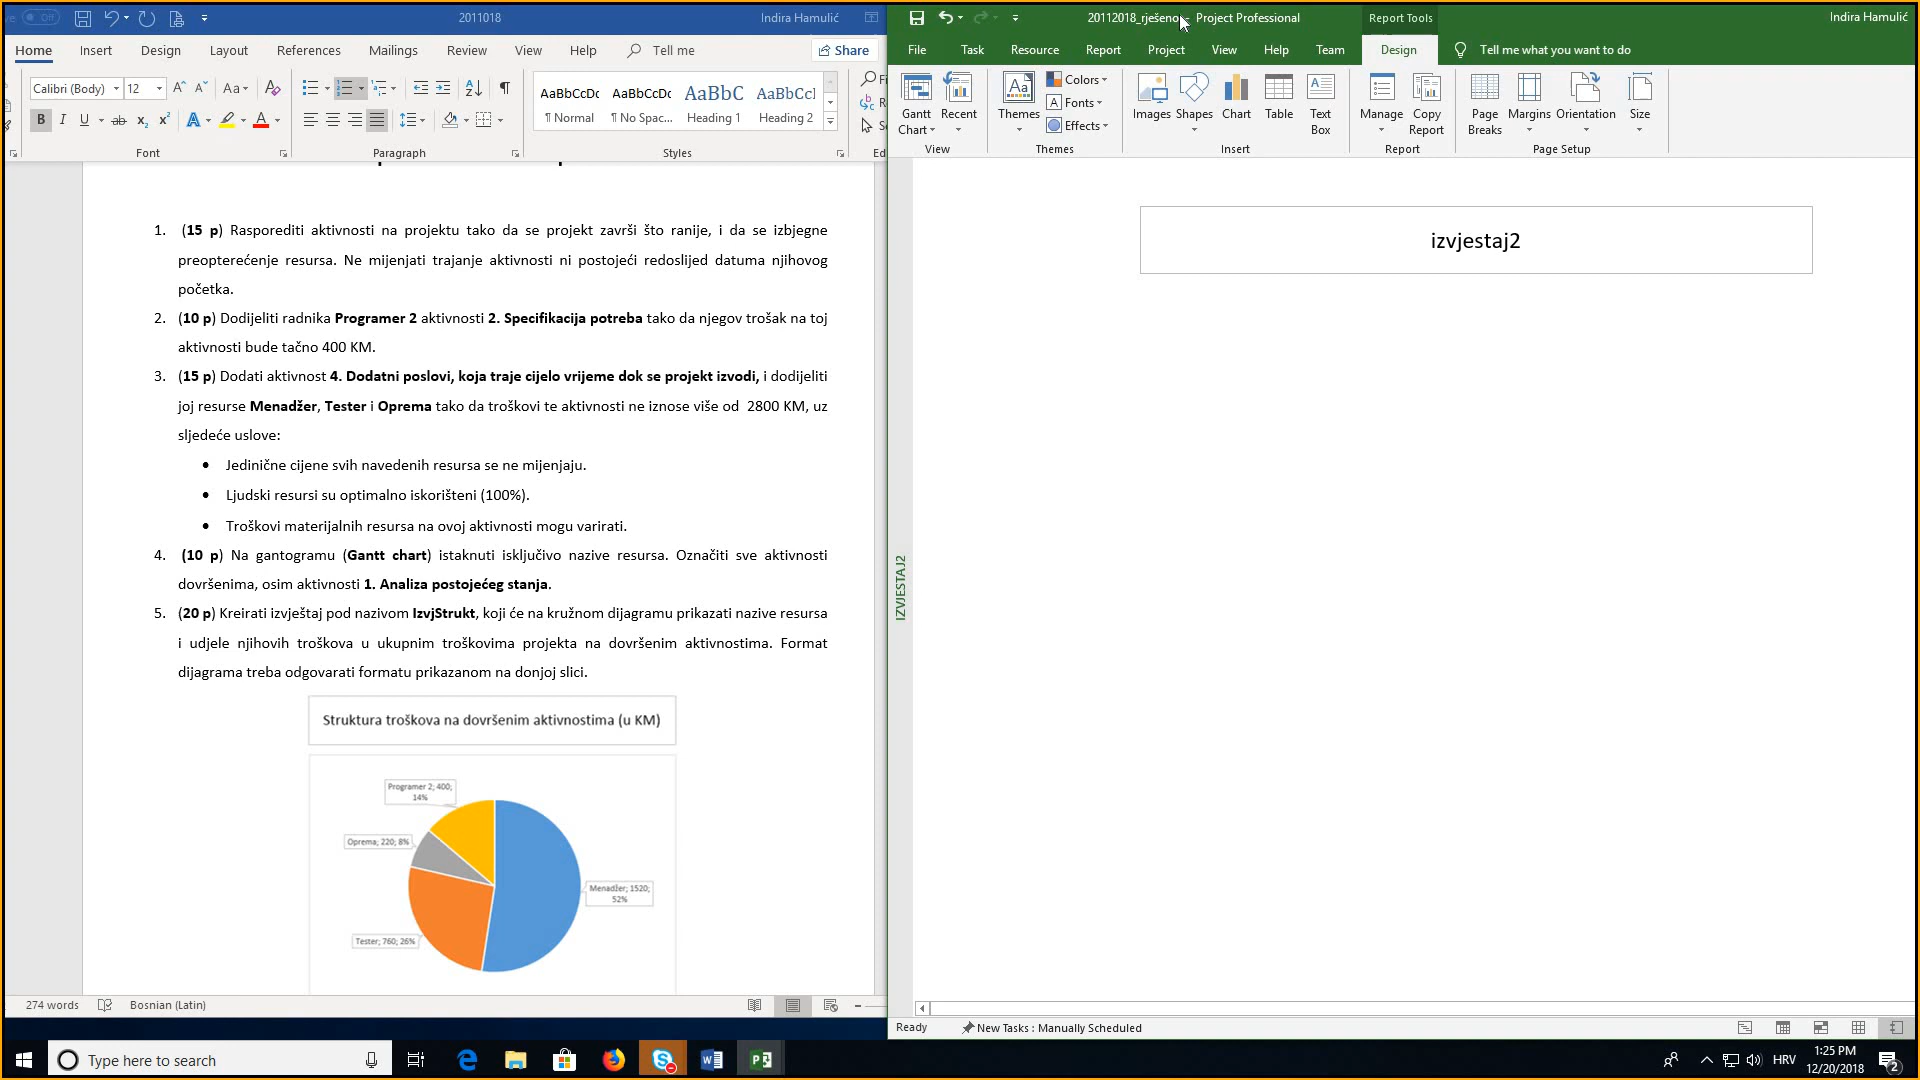 2011018
Indira Hamulić
Home Insert Design Layout References Mailings Review View Help Tell me Share
Calibri (Body) 12
AaBbCcDc AaBbCcDc AaBbC AaBbCc
¶ Normal ¶ No Spac... Heading 1 Heading 2
Font Paragraph Styles
1. (15 p) Rasporediti aktivnosti na projektu tako da se projekt završi što ranije, i da se izbjegne
preopterećenje resursa. Ne mijenjati trajanje aktivnosti ni postojeći redoslijed datuma njihovog
početka.
2. (10 p) Dodijeliti radnika Programer 2 aktivnosti 2. Specifikacija potreba tako da njegov trošak na toj
aktivnosti bude tačno 400 KM.
3. (15 p) Dodati aktivnost 4. Dodatni poslovi, koja traje cijelo vrijeme dok se projekt izvodi, i dodijeliti
joj resurse Menadžer, Tester i Oprema tako da troškovi te aktivnosti ne iznose više od 2800 KM, uz
sljedeće uslove:
• Jedinične cijene svih navedenih resursa se ne mijenjaju.
• Ljudski resursi su optimalno iskorišteni (100%).
• Troškovi materijalnih resursa na ovoj aktivnosti mogu varirati.
4. (10 p) Na gantogramu (Gantt chart) istaknuti isključivo nazive resursa. Označiti sve aktivnosti
dovršenima, osim aktivnosti 1. Analiza postojećeg stanja.
5. (20 p) Kreirati izvještaj pod nazivom IzvjStrukt, koji će na kružnom dijagramu prikazati nazive resursa
i udjele njihovih troškova u ukupnim troškovima projekta na dovršenim aktivnostima. Format
dijagrama treba odgovarati formatu prikazanom na donjoj slici.
Struktura troškova na dovršenim aktivnostima (u KM)
Programer 2; 400;
14%
Oprema; 220; 8%
Menadžer; 1520;
52%
Tester; 760; 26%
274 words Bosnian (Latin)
20112018_rješeno - Project Professional
Report Tools
Indira Hamulić
File Task Resource Report Project View Help Team Design Tell me what you want to do
Gantt
Chart
Recent
Themes
Colors
Fonts
Effects
Images Shapes Chart Table Text
Box
Manage Copy
Report
Page
Breaks
Margins Orientation Size
View Themes Insert Report Page Setup
izvjestaj2
IZVJESTAJ2
Ready New Tasks : Manually Scheduled
Type here to search
HRV
1:25 PM
12/20/2018
2